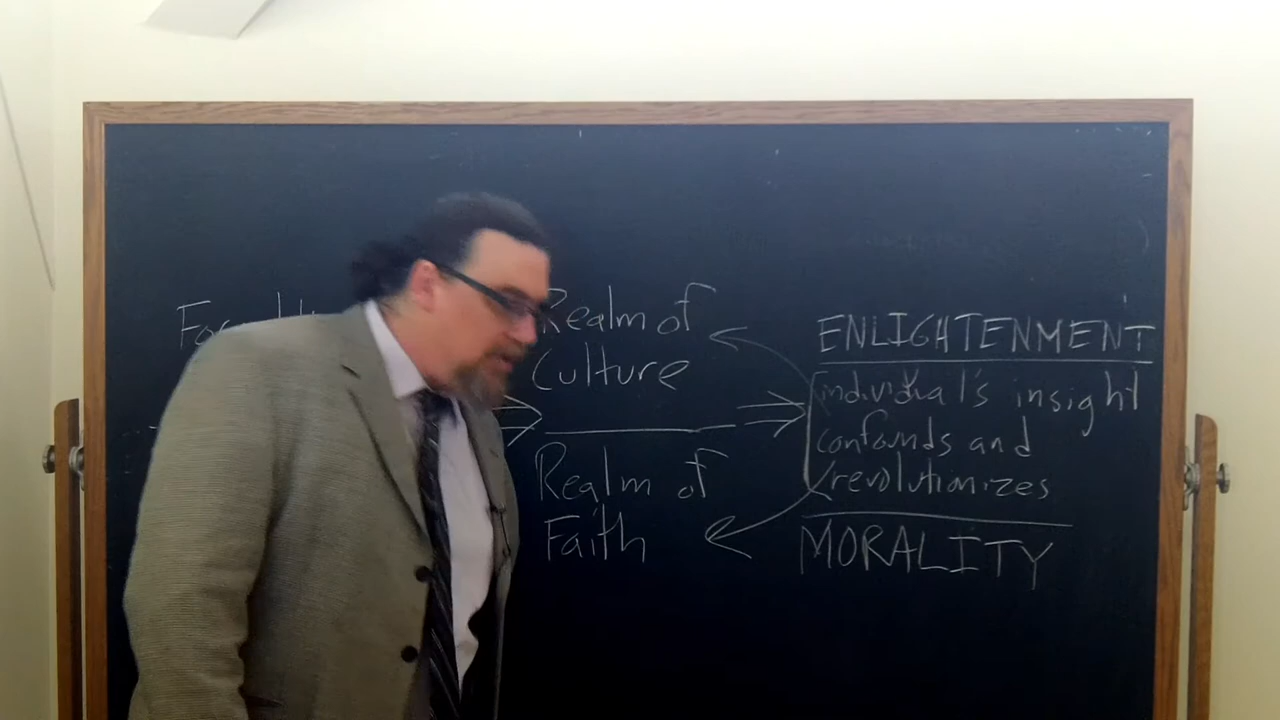 Realm of
Culture
Realm of
Faith
ENLIGHTENMENT
individual's insight
confounds and
revolutionizes
MORALITY